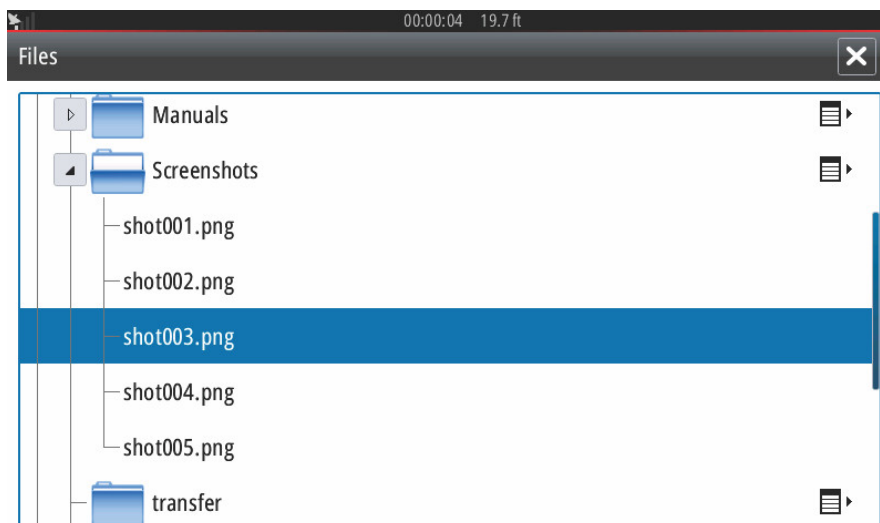 00:00:04 19.7 ft
Files
Manuals
Screenshots
shot001.png
shot002.png
shot003.png
shot004.png
shot005.png
transfer